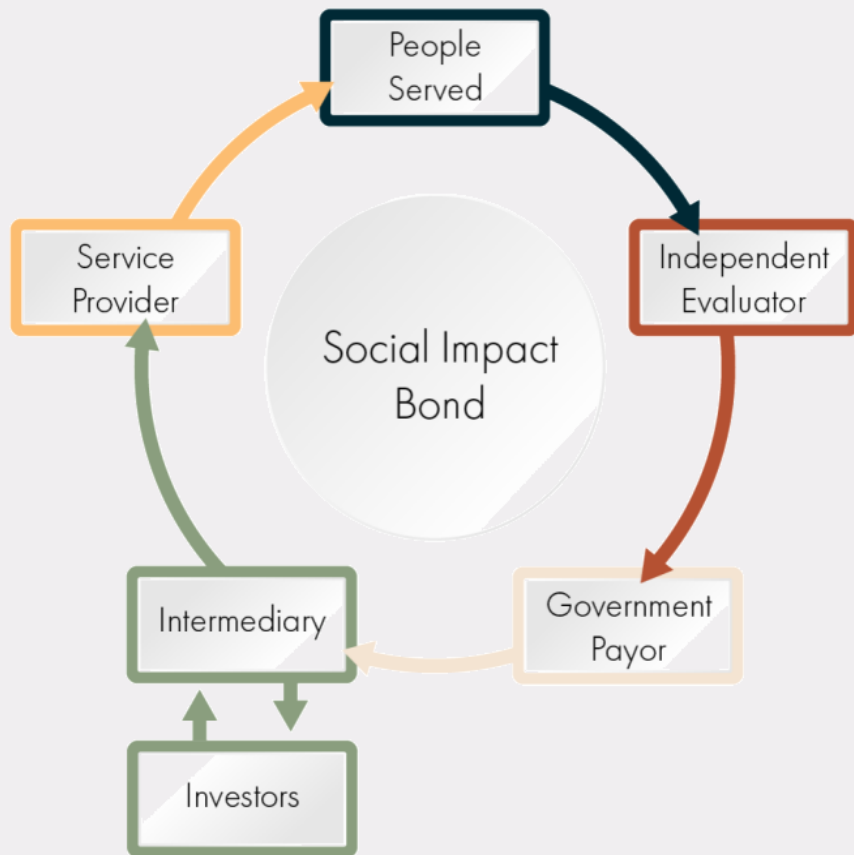 People
Served
Service
Provider
Independent
Evaluator
Social Impact
Bond
Intermediary
Government
Payor
Investors